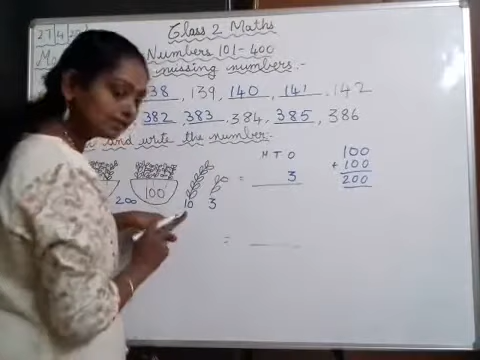 27 4 20
Class 2 Maths
Numbers 101-400
missing numbers:-
38, 139, 140, 141, 142
382, 383, 384, 385, 386
and write the number:-
H T O
100
+ 100
200
100
200
10 3 = 3
=